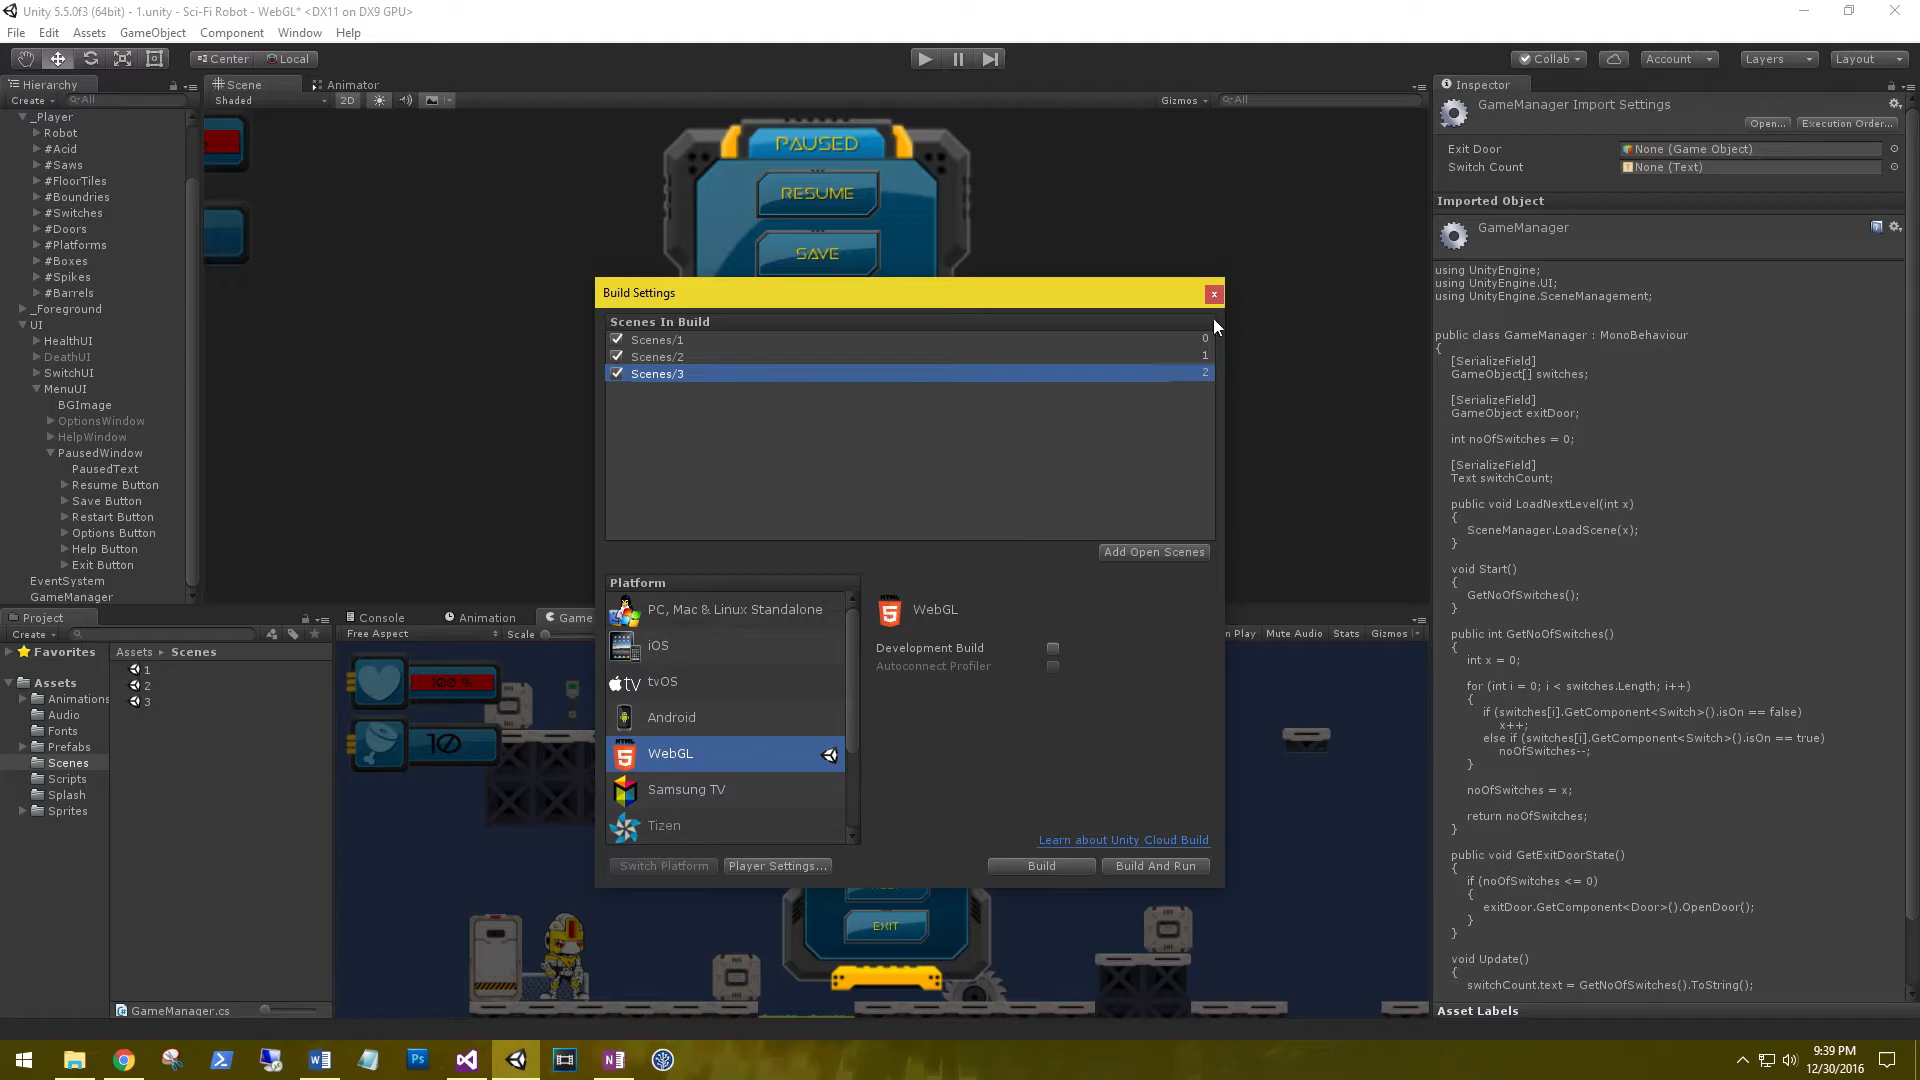 Unity 5.5.0f3 (64bit) - 1.unity - Sci-Fi Robot - WebGL* <DX11 on DX9 GPU>
File Edit Assets GameObject Component Window Help
Center Local Collab Account Layers Layout
Hierarchy
Create All
_Player
Robot
#Acid
#Saws
#FloorTiles
#Boundries
#Switches
#Doors
#Platforms
#Boxes
#Spikes
#Barrels
_Foreground
UI
HealthUI
DeathUI
SwitchUI
MenuUI
BGImage
OptionsWindow
HelpWindow
PausedWindow
PausedText
Resume Button
Save Button
Restart Button
Options Button
Help Button
Exit Button
EventSystem
GameManager
Scene Animator
Shaded 2D Gizmos All
PAUSED
RESUME
SAVE
Build Settings
x
Scenes In Build
Scenes/1 0
Scenes/2 1
Scenes/3 2
Add Open Scenes
Platform
PC, Mac & Linux Standalone
iOS
tv tvOS
Android
WebGL
Samsung TV
Tizen
HTML 5 WebGL
Development Build
Autoconnect Profiler
Learn about Unity Cloud Build
Switch Platform Player Settings... Build Build And Run
Project
Create
Favorites
Assets
Animations
Audio
Fonts
Prefabs
Scenes
Scripts
Splash
Sprites
Assets Scenes
1
2
3
GameManager.cs
Console Animation Game
Free Aspect Scale n Play Mute Audio Stats Gizmos
100 %
10
EXIT
Inspector
GameManager Import Settings
Open... Execution Order...
Exit Door None (Game Object)
Switch Count None (Text)
Imported Object
GameManager
using UnityEngine;
using UnityEngine.UI;
using UnityEngine.SceneManagement;
public class GameManager : MonoBehaviour
{
[SerializeField]
GameObject[] switches;
[SerializeField]
GameObject exitDoor;
int noOfSwitches = 0;
[SerializeField]
Text switchCount;
public void LoadNextLevel(int x)
{
SceneManager.LoadScene(x);
}
void Start()
{
GetNoOfSwitches();
}
public int GetNoOfSwitches()
{
int x = 0;
for (int i = 0; i < switches.Length; i++)
{
if (switches[i].GetComponent<Switch>().isOn == false)
x++;
else if (switches[i].GetComponent<Switch>().isOn == true)
noOfSwitches--;
}
noOfSwitches = x;
return noOfSwitches;
}
public void GetExitDoorState()
{
if (noOfSwitches <= 0)
{
exitDoor.GetComponent<Door>().OpenDoor();
}
}
void Update()
{
switchCount.text = GetNoOfSwitches().ToString();
Asset Labels
9:39 PM
12/30/2016